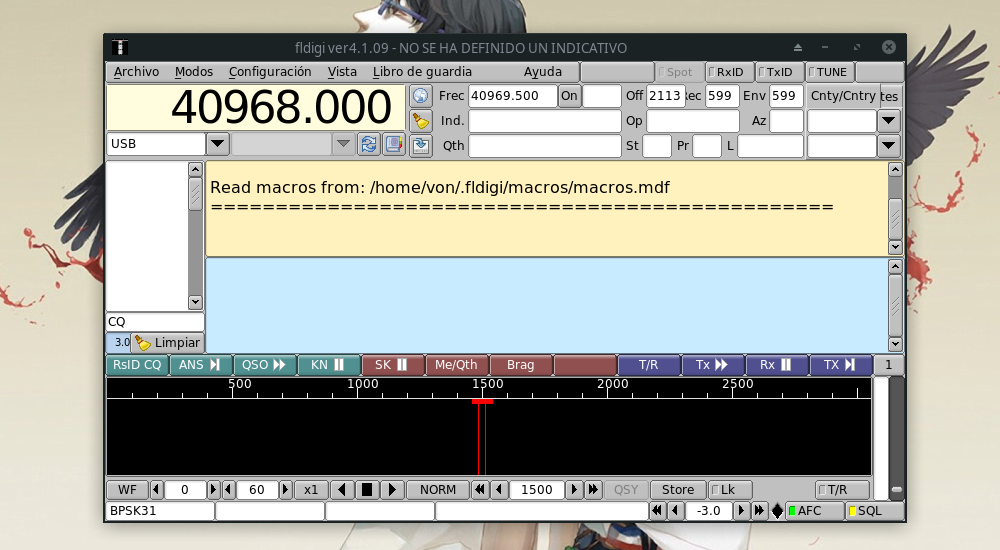 fldigi ver4.1.09 - NO SE HA DEFINIDO UN INDICATIVO
Archivo Modos Configuración Vista Libro de guardia Ayuda Spot RxID TxID TUNE
40968.000 Frec 40969.500 On Off 2113 Rec 599 Env 599 Cnty/Cntry tes
Ind. Op Az
USB Qth St Pr L
Read macros from: /home/von/.fldigi/macros/macros.mdf
================================================
CQ
3.0 Limpiar
RsID CQ ANS QSO KN SK Me/Qth Brag T/R Tx Rx TX 1
500 1000 1500 2000 2500
WF 0 60 x1 NORM 1500 QSY Store Lk T/R
BPSK31 -3.0 AFC SQL